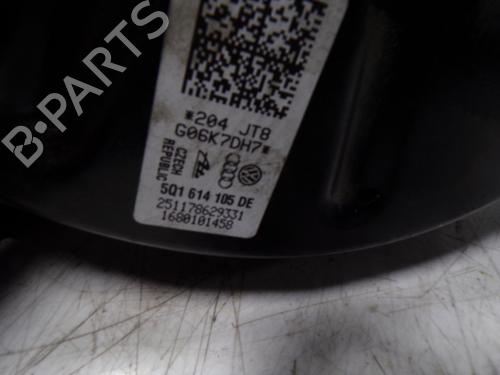 B-PARTS
*204 JT8
G06K7DH7*
CZECH
REPUBLIC
5Q1 614 105 DE
251178629331
1680101458